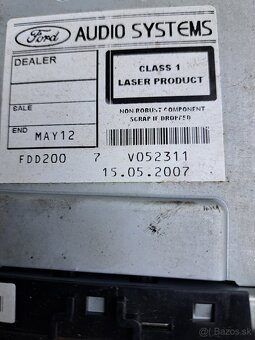 Ford AUDIO SYSTEMS
DEALER
CLASS 1
LASER PRODUCT
SALE
NON ROBUST COMPONENT
SCRAP IF DROPPED
END MAY12
FDD200 7 V052311
15.05.2007
bazos.sk